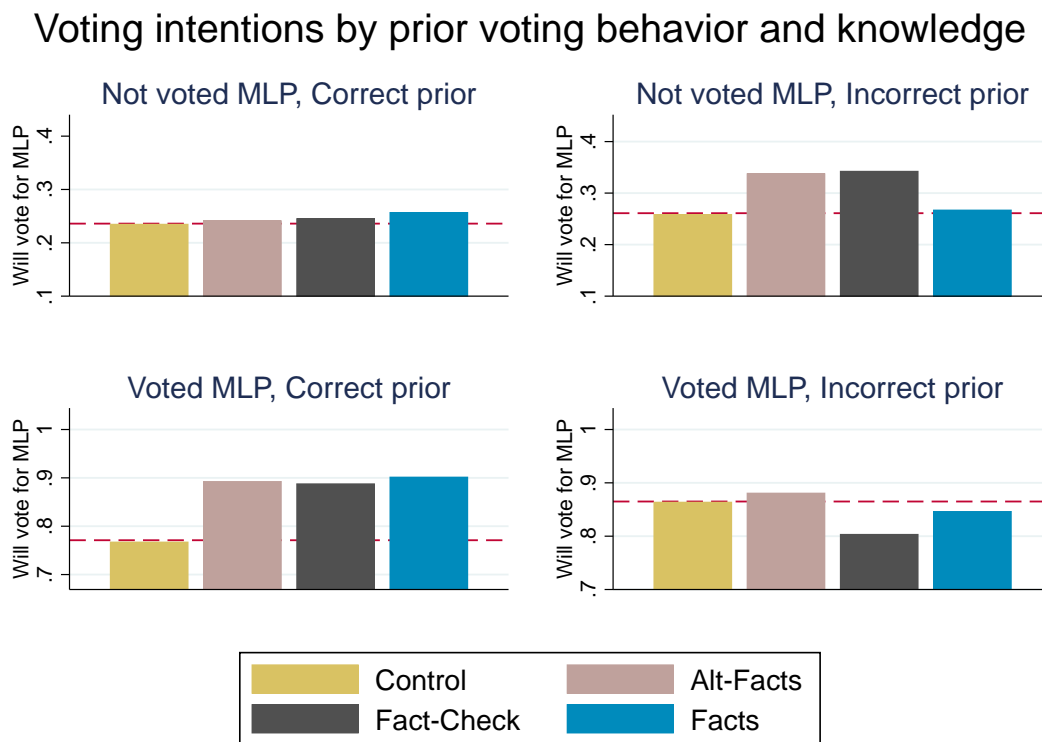 Voting intentions by prior voting behavior and knowledge
Not voted MLP, Correct prior
Will vote for MLP
.4
.3
.2
.1
Not voted MLP, Incorrect prior
Will vote for MLP
.4
.3
.2
.1
Voted MLP, Correct prior
Will vote for MLP
1
.9
.8
.7
Voted MLP, Incorrect prior
Will vote for MLP
1
.9
.8
.7
Control
Alt-Facts
Fact-Check
Facts